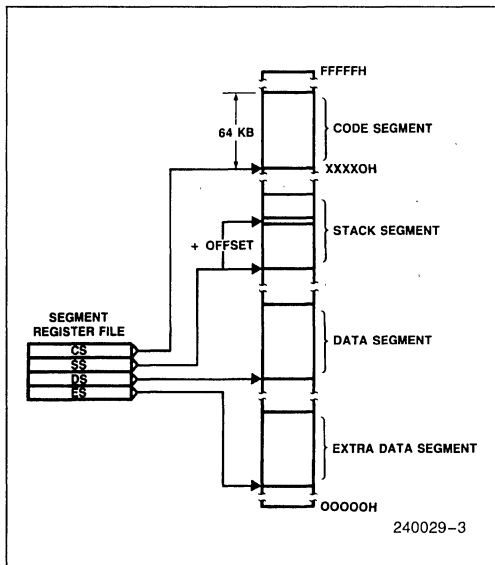 FFFFFH
64 KB
CODE SEGMENT
XXXX0H
STACK SEGMENT
+ OFFSET
SEGMENT
REGISTER FILE
CS
SS
DS
ES
DATA SEGMENT
EXTRA DATA SEGMENT
00000H
240029-3